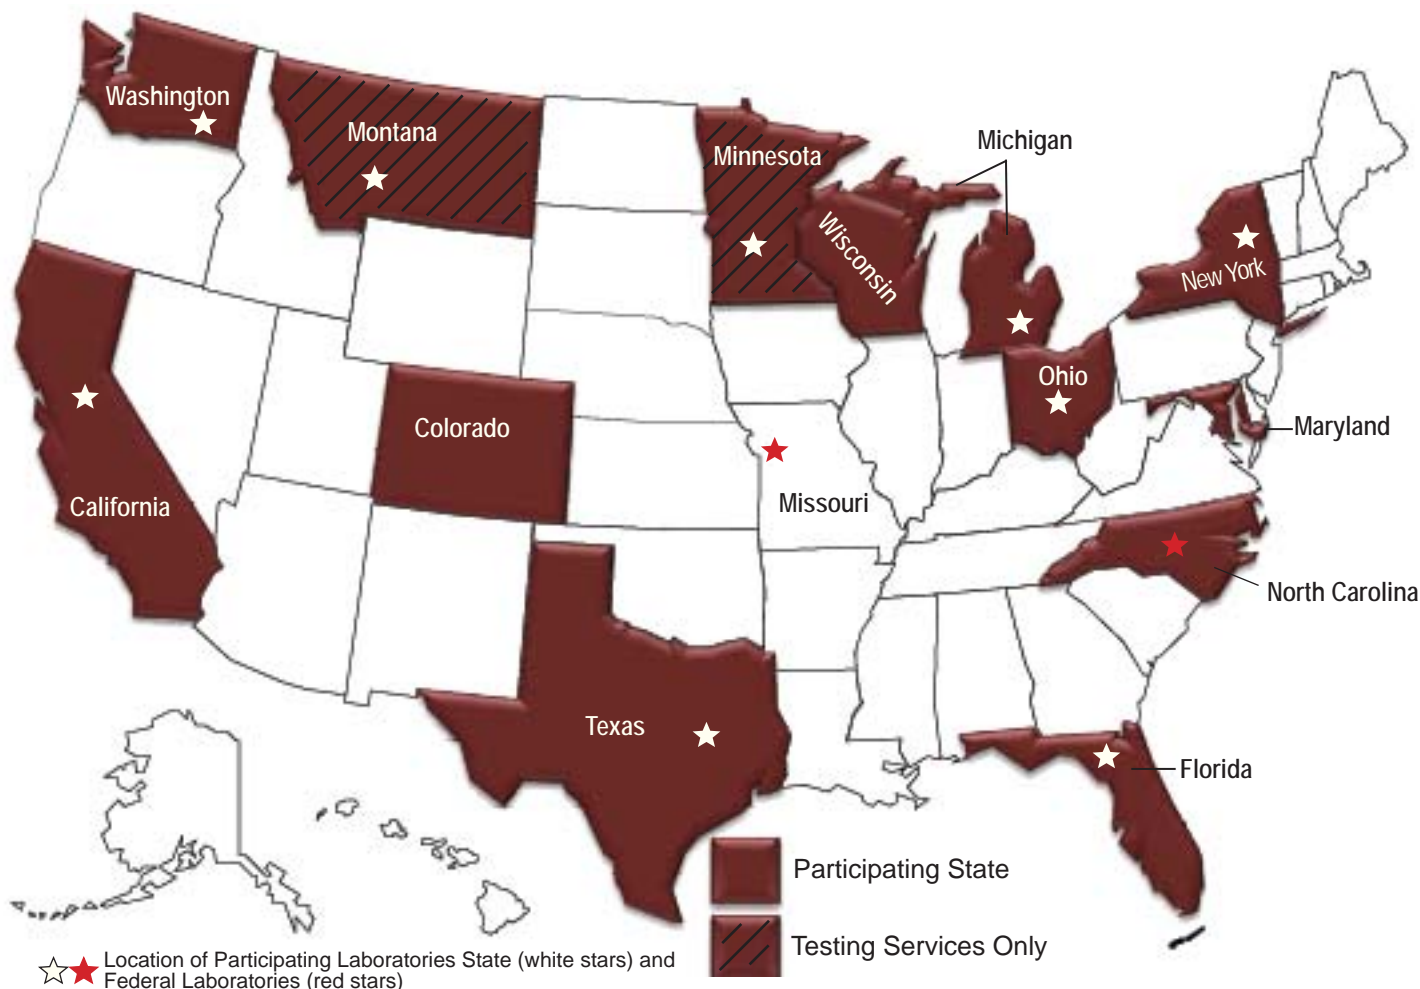 Washington
Montana
Minnesota
Michigan
Wisconsin
New York
Ohio
Colorado
Maryland
California
Missouri
North Carolina
Texas
Florida
Participating State
Testing Services Only
Location of Participating Laboratories State (white stars) and
Federal Laboratories (red stars)